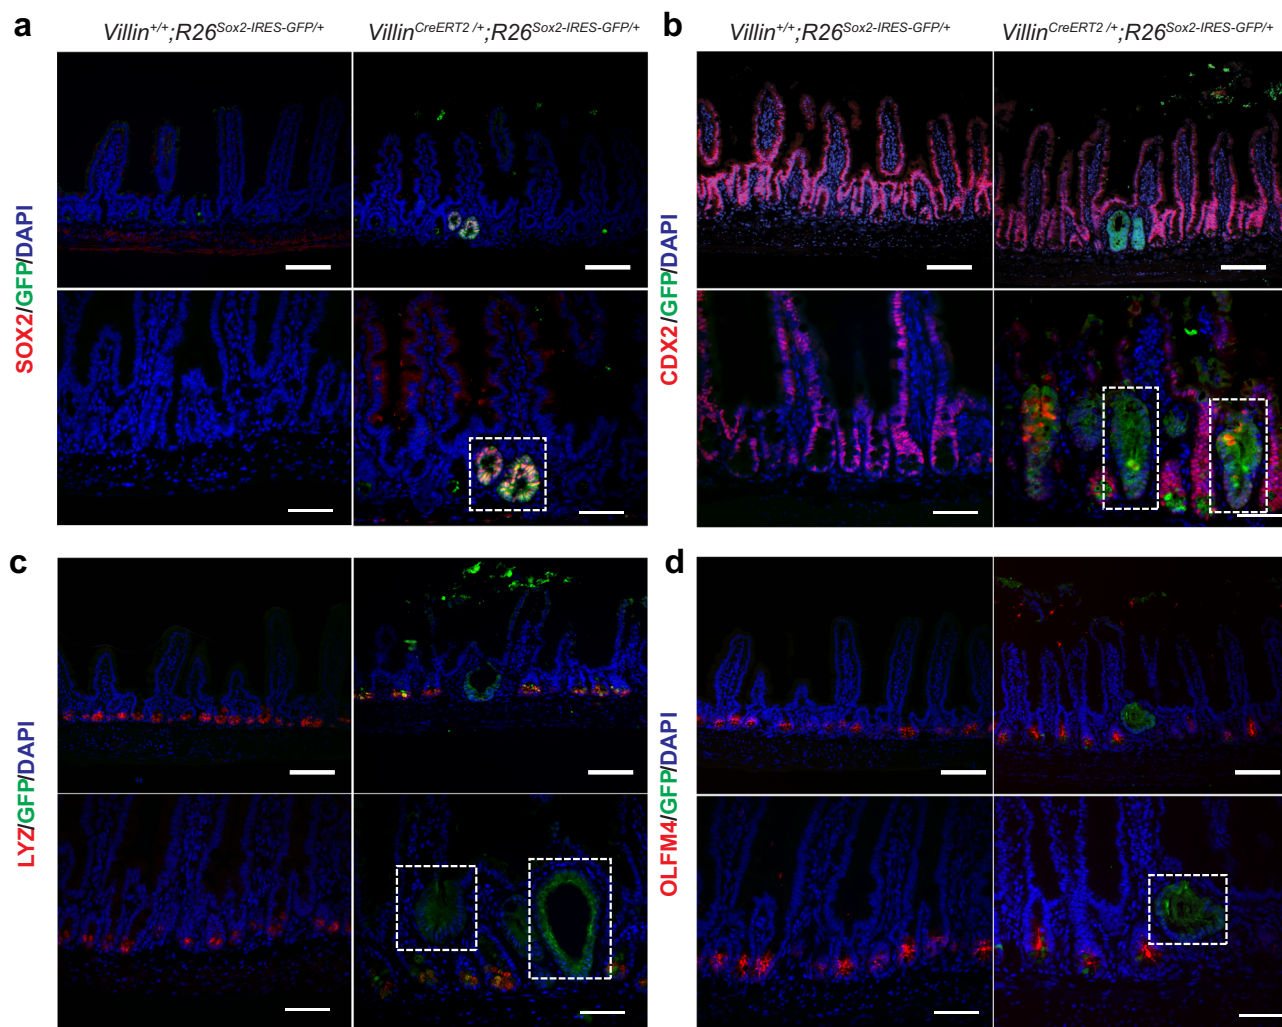 a
Villin+/+;R26Sox2-IRES-GFP/+
VillinCreERT2 /+;R26Sox2-IRES-GFP/+
SOX2/GFP/DAPI
b
Villin+/+;R26Sox2-IRES-GFP/+
VillinCreERT2 /+;R26Sox2-IRES-GFP/+
CDX2/GFP/DAPI
c
LYZ/GFP/DAPI
d
OLFM4/GFP/DAPI